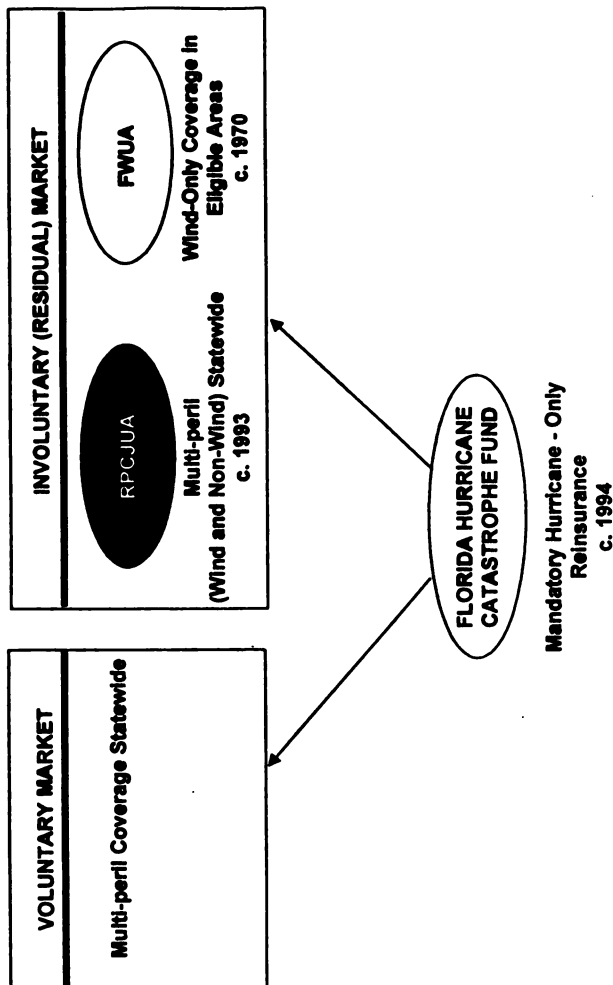 VOLUNTARY MARKET
Multi-peril Coverage Statewide
INVOLUNTARY (RESIDUAL) MARKET
RPCJUA
Multi-peril
(Wind and Non-Wind) Statewide
c. 1993
FWUA
Wind-Only Coverage in
Eligible Areas
c. 1970
FLORIDA HURRICANE
CATASTROPHE FUND
Mandatory Hurricane - Only
Reinsurance
c. 1994